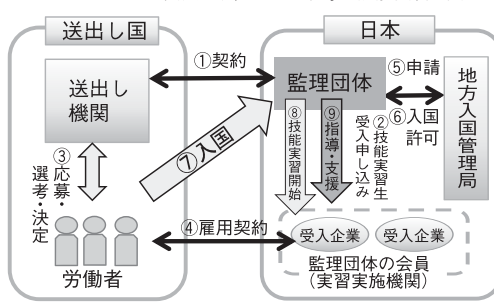 送出し国
日本
①契約
送出し
機関
監理団体
⑤申請
⑥入国
許可
地方入国管理局
③応募・
選考・決定
⑦入国
⑧技能実習開始
⑨指導・支援
②技能実習生
受入申し込み
④雇用契約
労働者
受入企業
受入企業
監理団体の会員
(実習実施機関)